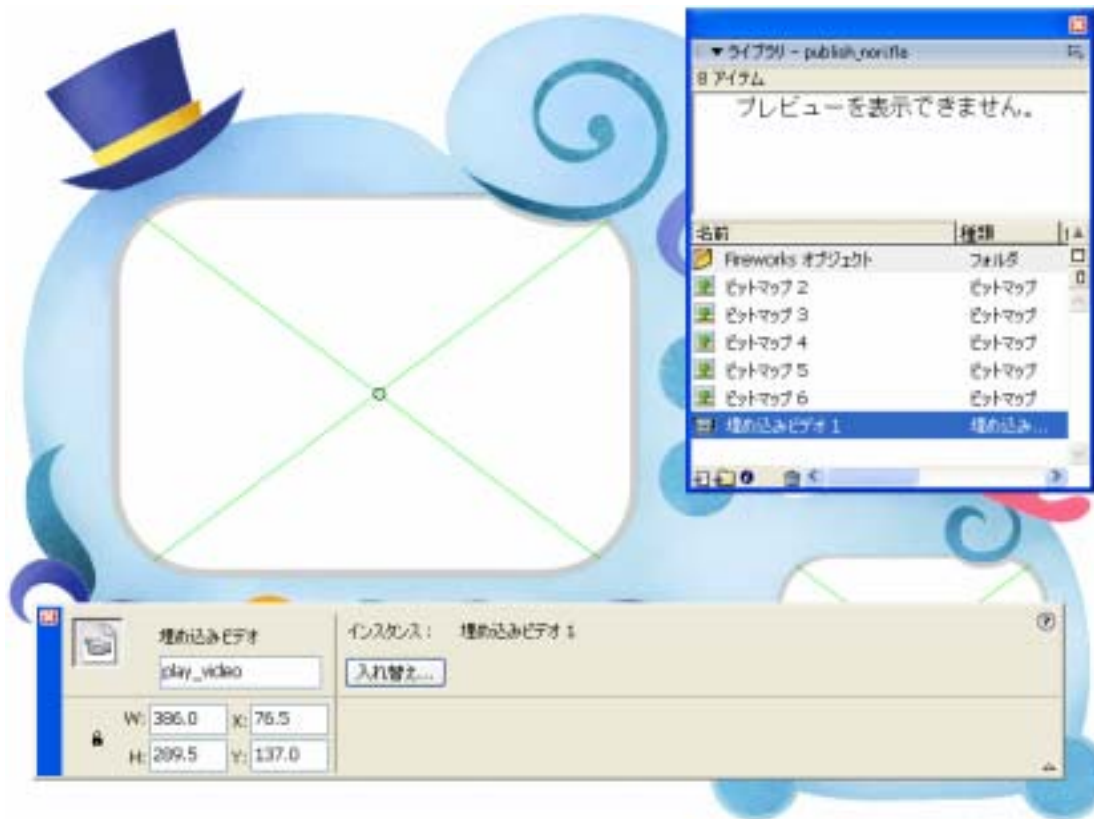 ▼ ライブラリ - publish_nori.fla
8 アイテム
プレビューを表示できません。
名前 種類
Fireworks オブジェクト フォルダ
ビットマップ 2 ビットマップ
ビットマップ 3 ビットマップ
ビットマップ 4 ビットマップ
ビットマップ 5 ビットマップ
ビットマップ 6 ビットマップ
埋め込みビデオ 1 埋め込み...
埋め込みビデオ
play_video
インスタンス: 埋め込みビデオ 1
入れ替え...
W: 386.0 X: 76.5
H: 289.5 Y: 137.0